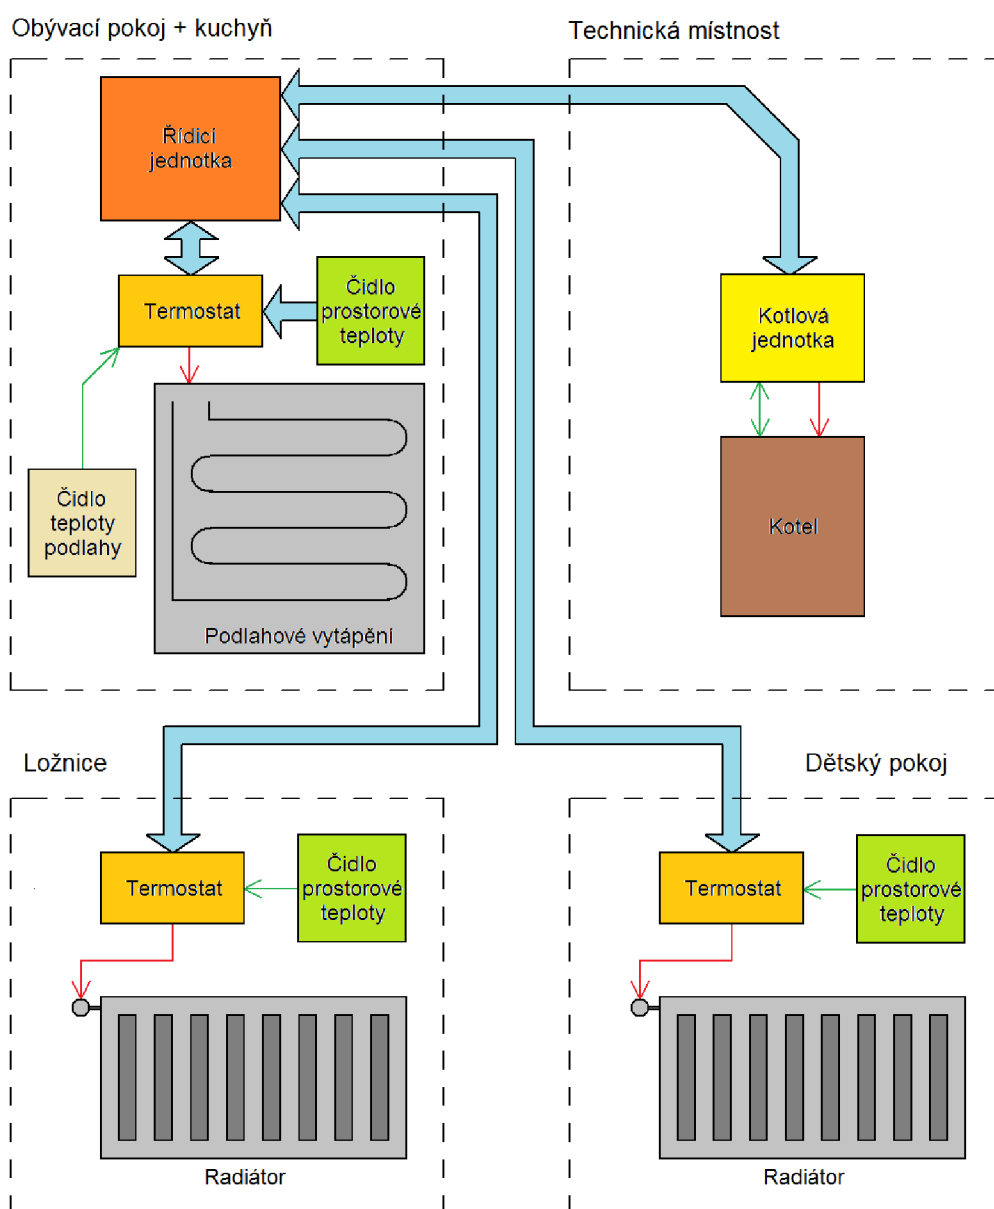 Obývací pokoj + kuchyň
Technická místnost
Řídicí
jednotka
Termostat
Čidlo
prostorové
teploty
Kotlová
jednotka
Čidlo
teploty
podlahy
Kotel
Podlahové vytápění
Ložnice
Dětský pokoj
Termostat
Čidlo
prostorové
teploty
Termostat
Čidlo
prostorové
teploty
Radiátor
Radiátor